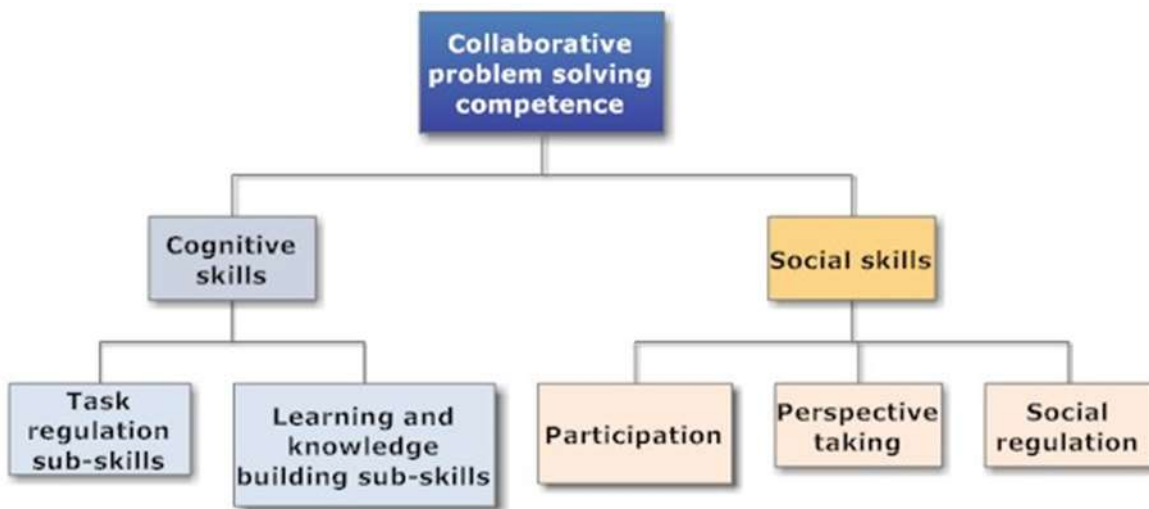 Collaborative
problem solving
competence
Cognitive
skills
Social skills
Task
regulation
sub-skills
Learning and
knowledge
building sub-skills
Participation
Perspective
taking
Social
regulation